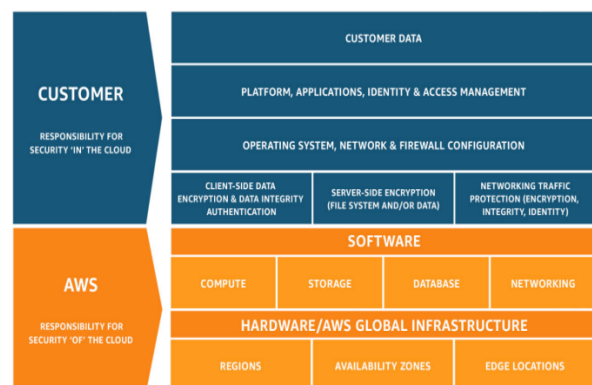 CUSTOMER
RESPONSIBILITY FOR
SECURITY ‘IN’ THE CLOUD
CUSTOMER DATA
PLATFORM, APPLICATIONS, IDENTITY & ACCESS MANAGEMENT
OPERATING SYSTEM, NETWORK & FIREWALL CONFIGURATION
CLIENT-SIDE DATA
ENCRYPTION & DATA INTEGRITY
AUTHENTICATION
SERVER-SIDE ENCRYPTION
(FILE SYSTEM AND/OR DATA)
NETWORKING TRAFFIC
PROTECTION (ENCRYPTION,
INTEGRITY, IDENTITY)
AWS
RESPONSIBILITY FOR
SECURITY ‘OF’ THE CLOUD
SOFTWARE
COMPUTE
STORAGE
DATABASE
NETWORKING
HARDWARE/AWS GLOBAL INFRASTRUCTURE
REGIONS
AVAILABILITY ZONES
EDGE LOCATIONS